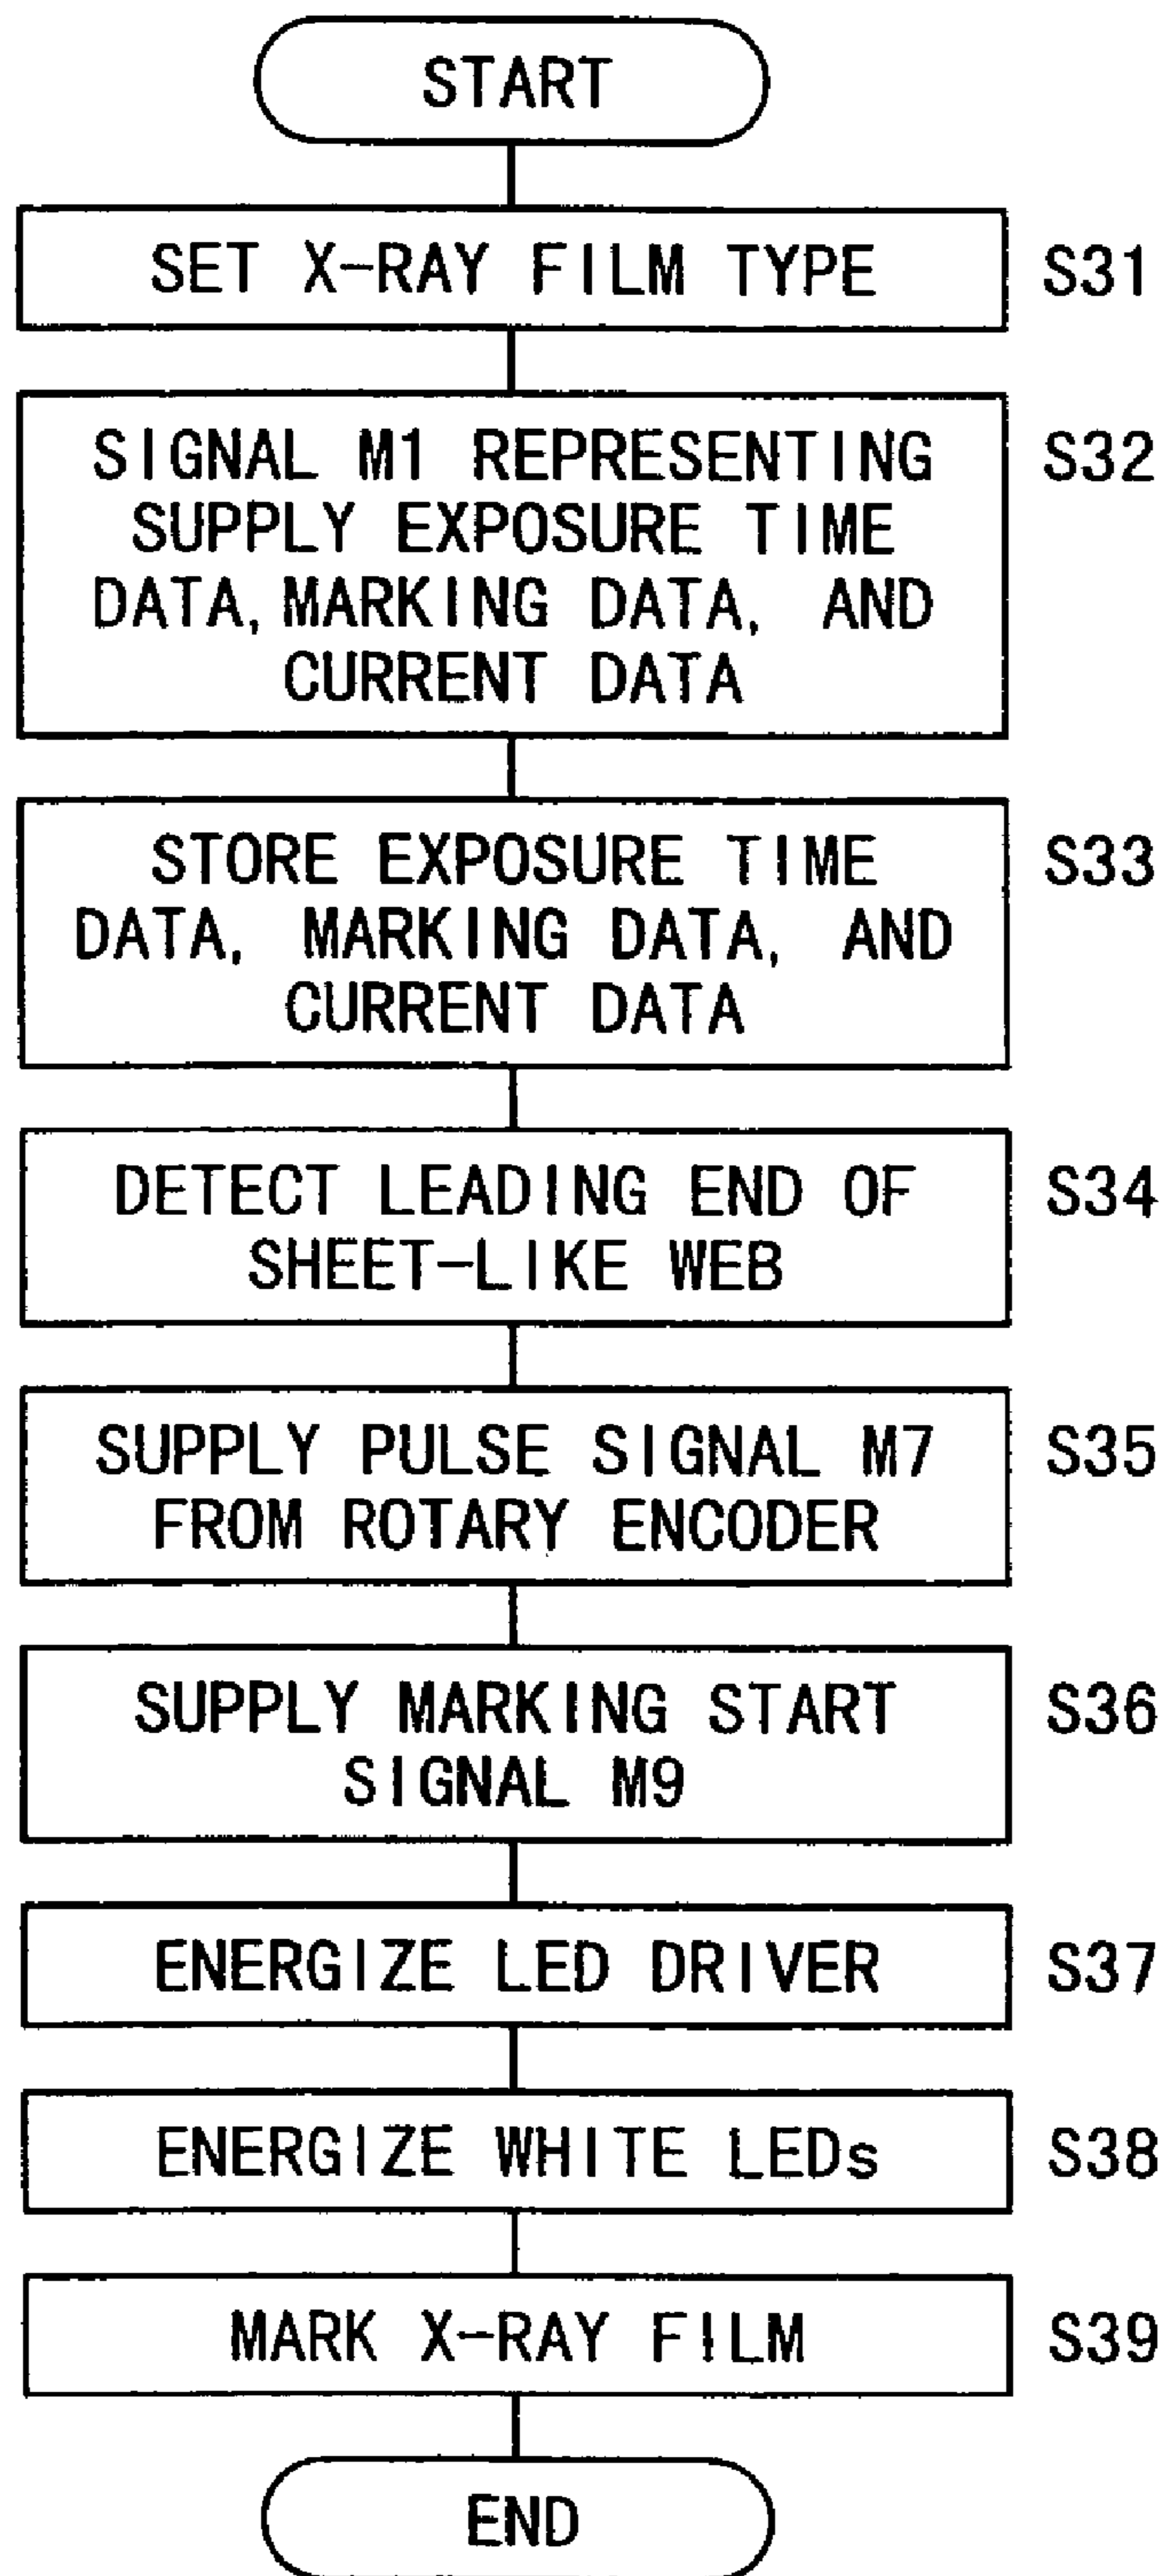 START
SET X-RAY FILM TYPE S31
SIGNAL M1 REPRESENTING S32
SUPPLY EXPOSURE TIME
DATA, MARKING DATA, AND
CURRENT DATA
STORE EXPOSURE TIME S33
DATA, MARKING DATA, AND
CURRENT DATA
DETECT LEADING END OF S34
SHEET-LIKE WEB
SUPPLY PULSE SIGNAL M7 S35
FROM ROTARY ENCODER
SUPPLY MARKING START S36
SIGNAL M9
ENERGIZE LED DRIVER S37
ENERGIZE WHITE LEDs S38
MARK X-RAY FILM S39
END